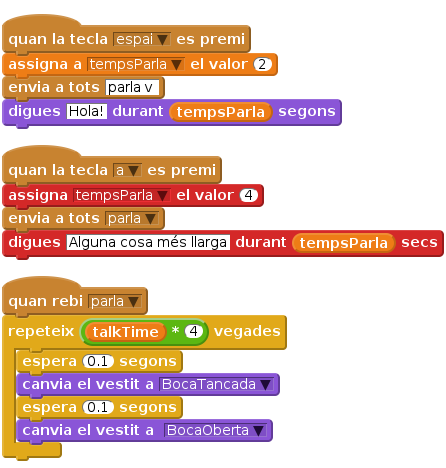 quan la tecla espai ▼ es premi
assigna a tempsParla ▼ el valor 2
envia a tots parla v
digues Hola! durant tempsParla segons
quan la tecla a ▼ es premi
assigna tempsParla ▼ el valor 4
envia a tots parla ▼
digues Alguna cosa més llarga durant tempsParla secs
quan rebi parla ▼
repeteix talkTime * 4 vegades
espera 0.1 segons
canvia el vestit a BocaTancada ▼
espera 0.1 segons
canvia el vestit a BocaOberta ▼